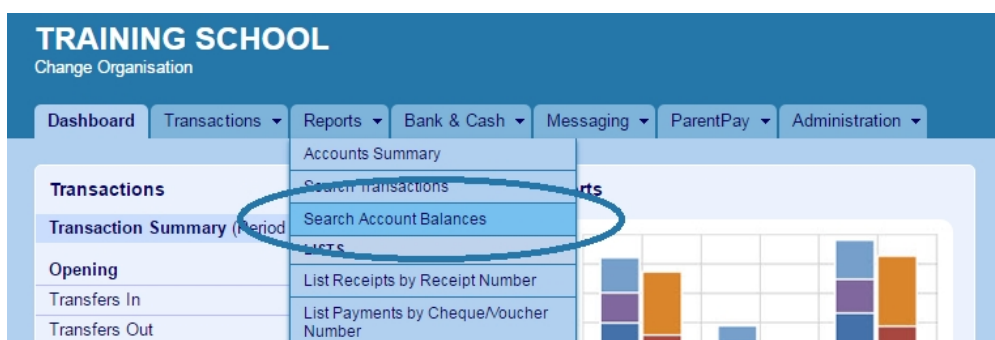 TRAINING SCHOOL
Change Organisation
Dashboard Transactions Reports Bank & Cash Messaging ParentPay Administration
Accounts Summary
Transactions
Search Transactions
rts
Transaction Summary (Period
Search Account Balances
LISTS
Opening
List Receipts by Receipt Number
Transfers In
List Payments by Cheque/Voucher
Number
Transfers Out